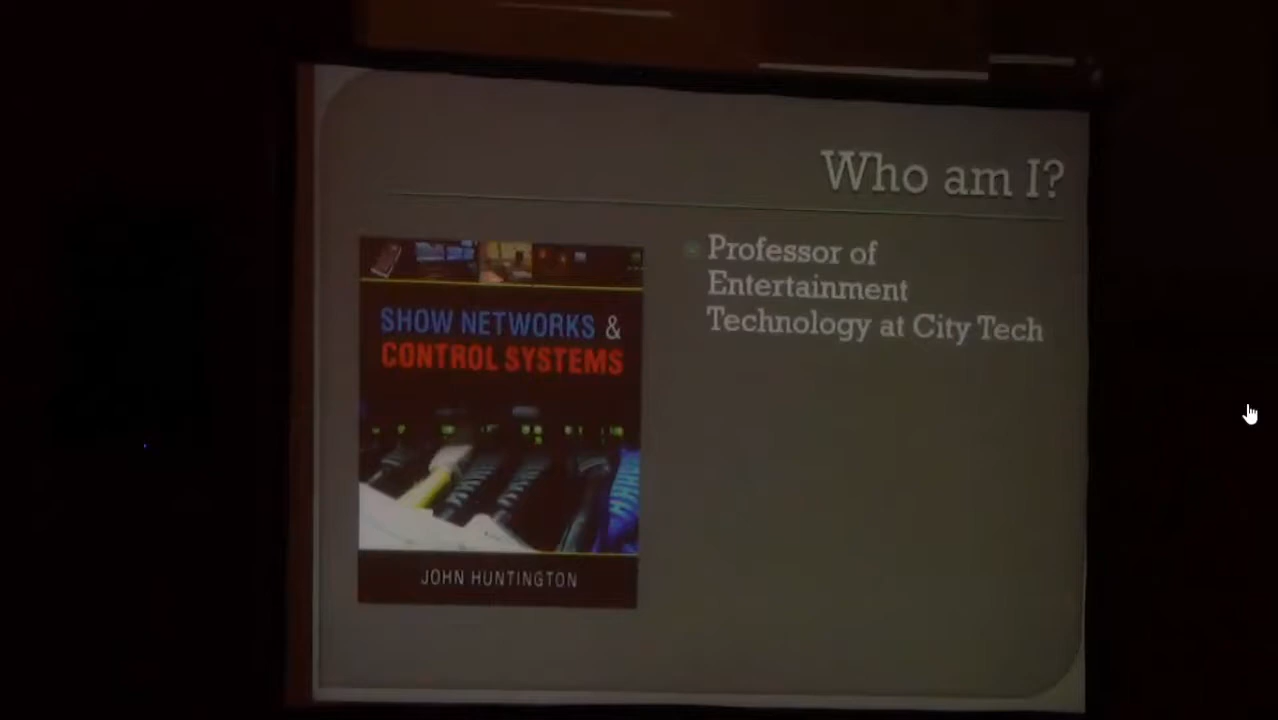 Who am I?
SHOW NETWORKS &
CONTROL SYSTEMS
JOHN HUNTINGTON
Professor of
Entertainment
Technology at City Tech